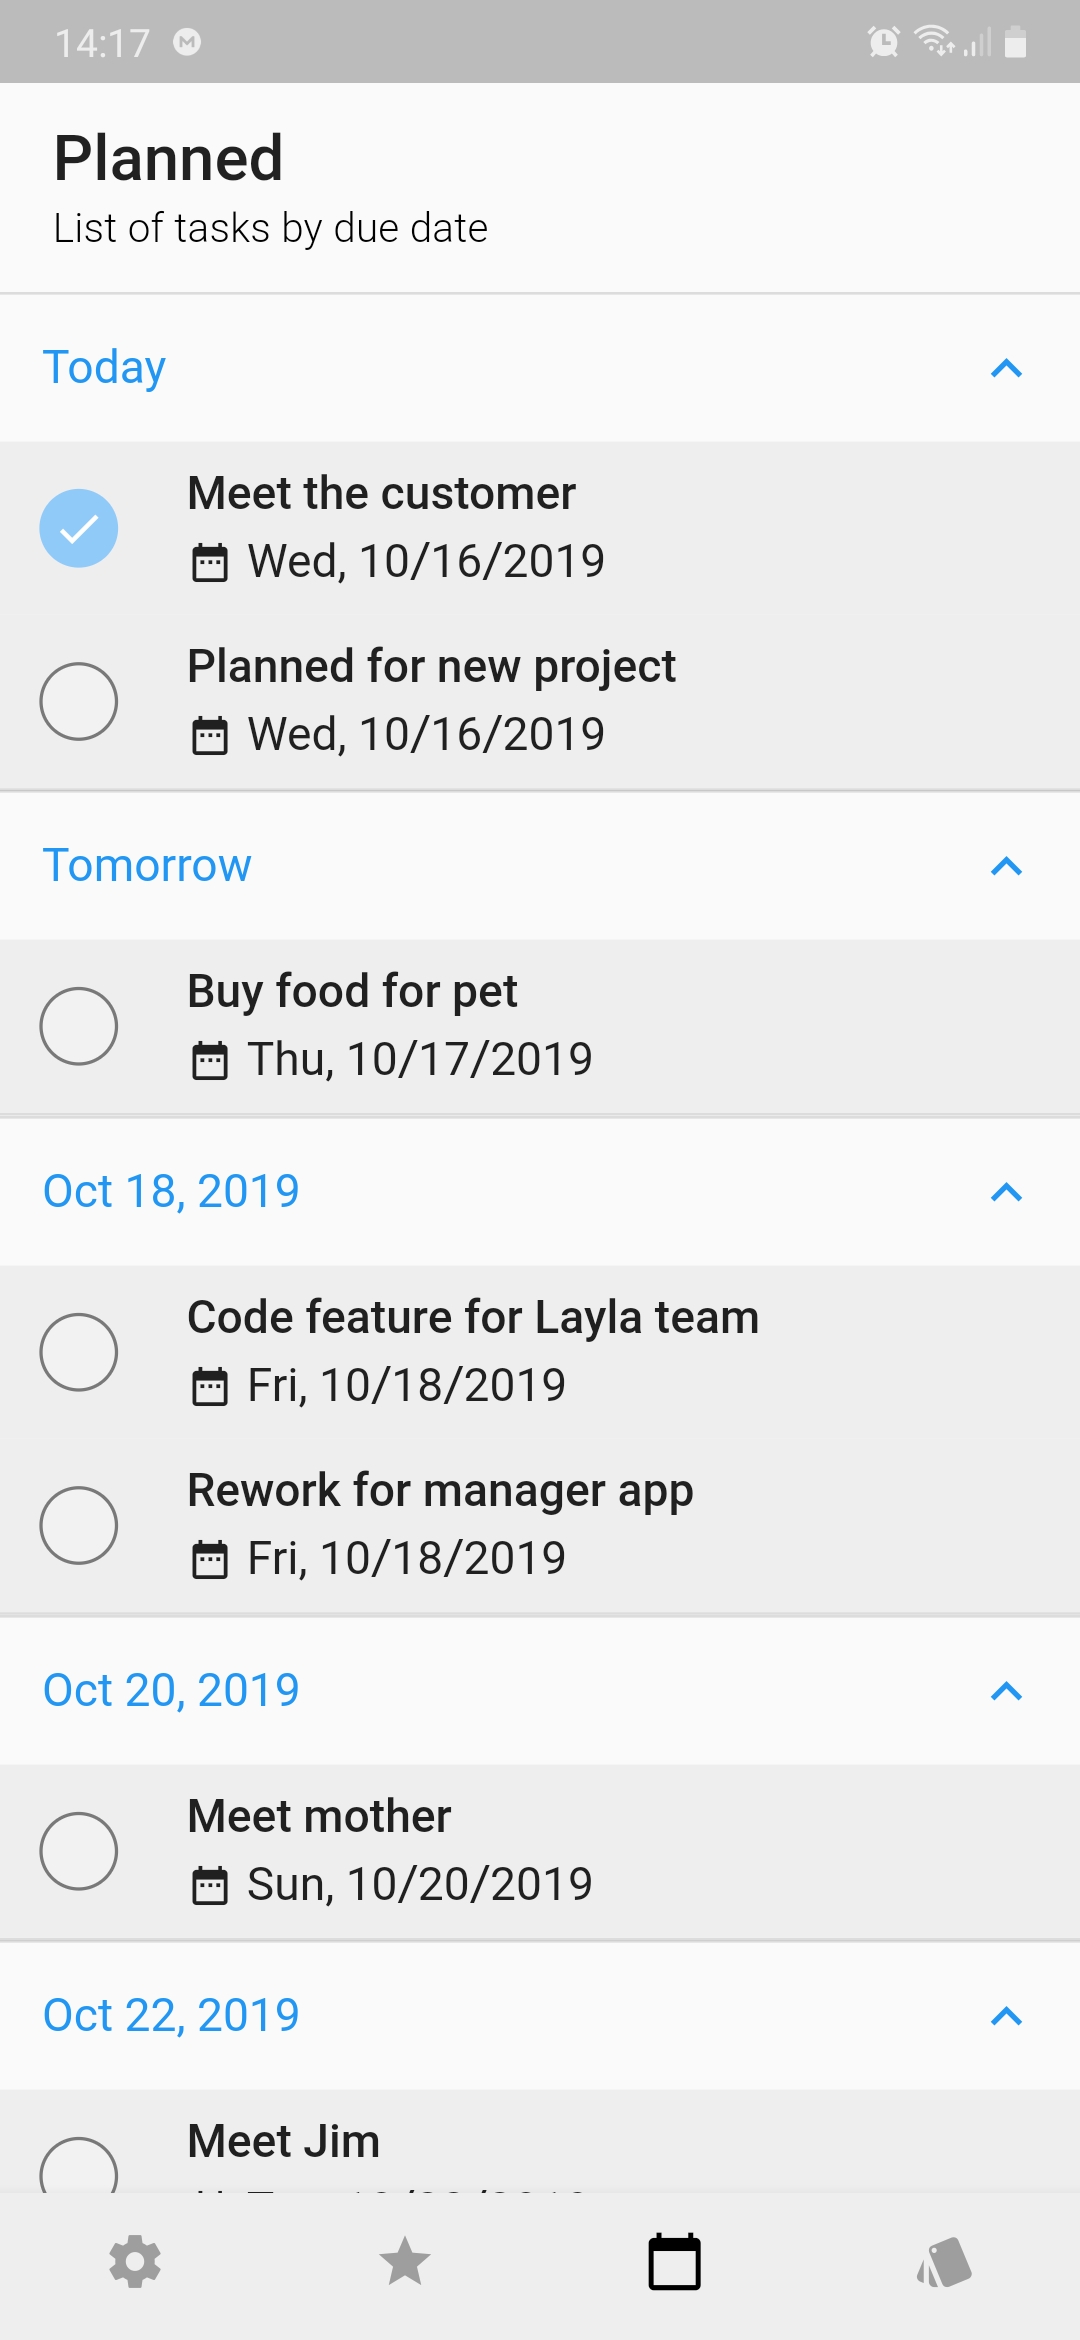 14:17
Planned
List of tasks by due date
Today
Meet the customer
Wed, 10/16/2019
Planned for new project
Wed, 10/16/2019
Tomorrow
Buy food for pet
Thu, 10/17/2019
Oct 18, 2019
Code feature for Layla team
Fri, 10/18/2019
Rework for manager app
Fri, 10/18/2019
Oct 20, 2019
Meet mother
Sun, 10/20/2019
Oct 22, 2019
Meet Jim